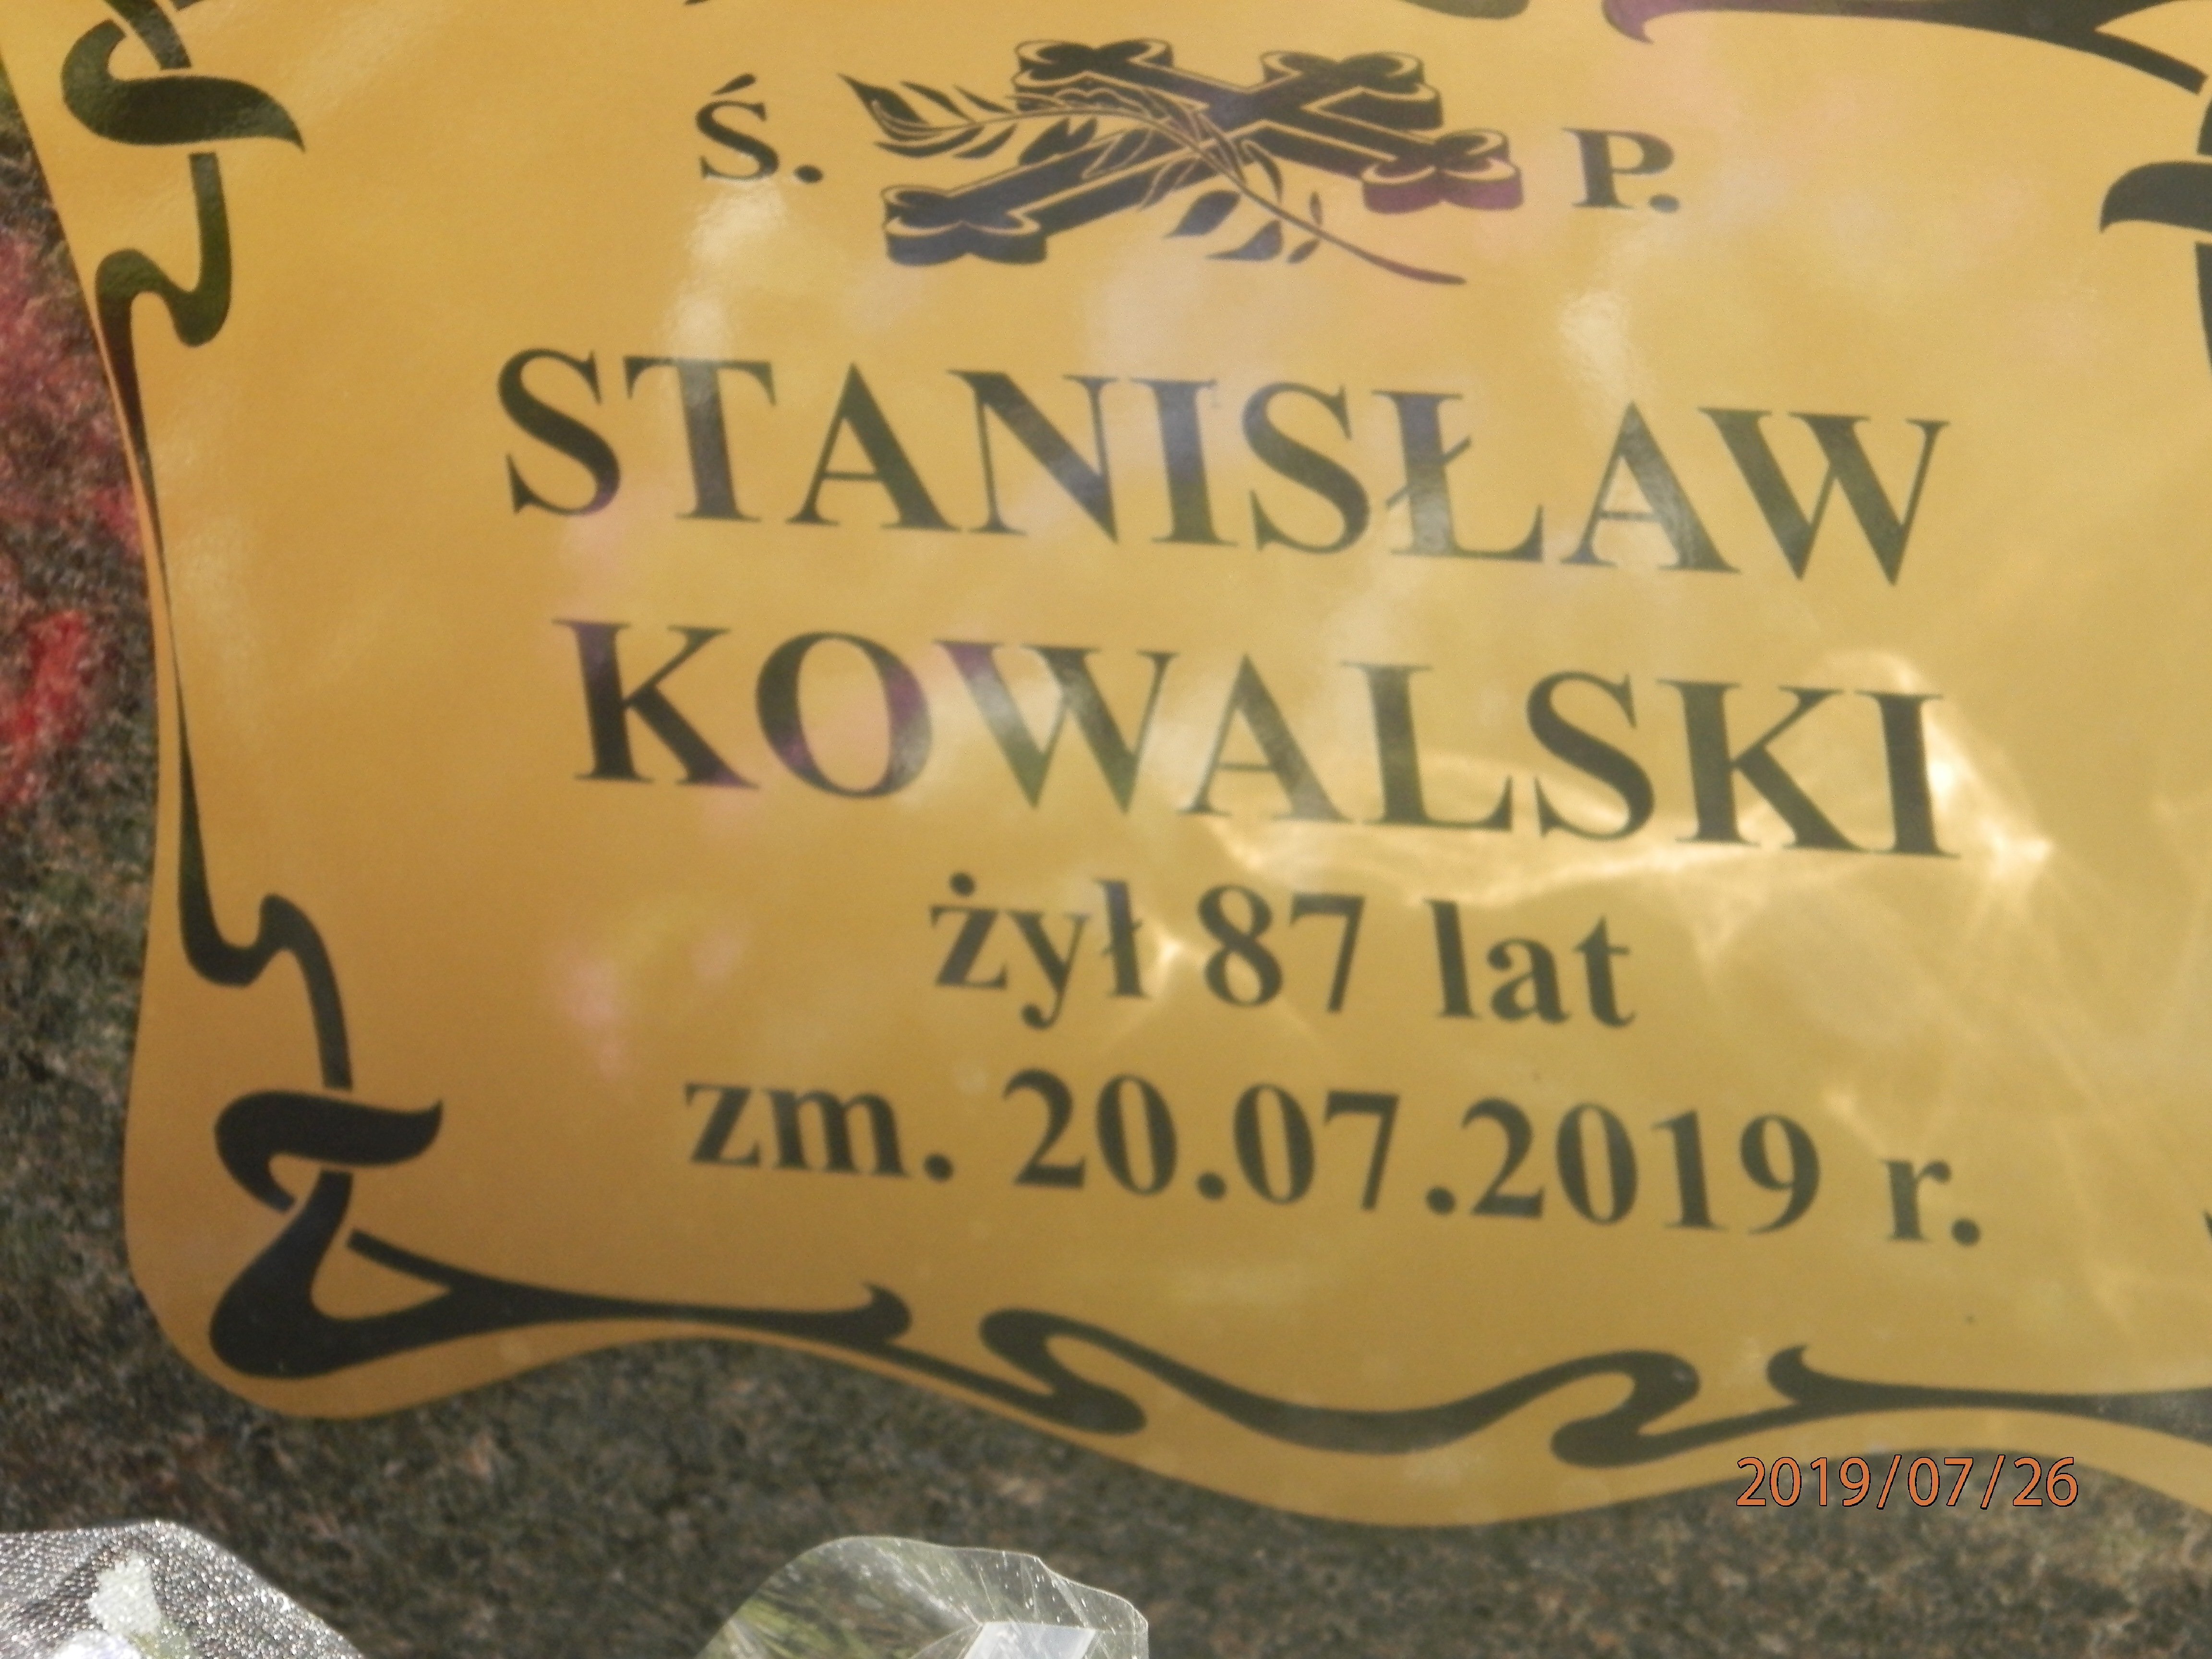 Ś. P.
STANISŁAW
KOWALSKI
żył 87 lat
zm. 20.07.2019 r.
2019/07/26